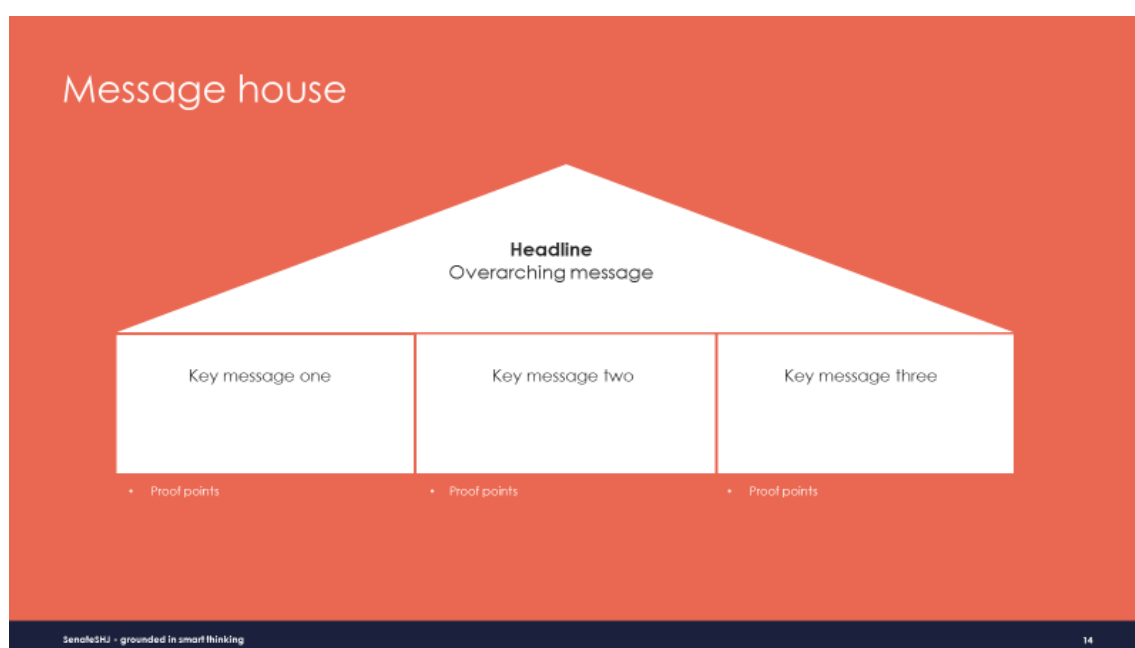 Message house
Headline
Overarching message
Key message one
Key message two
Key message three
• Proof points
• Proof points
• Proof points
SenateSHJ - grounded in smart thinking
14